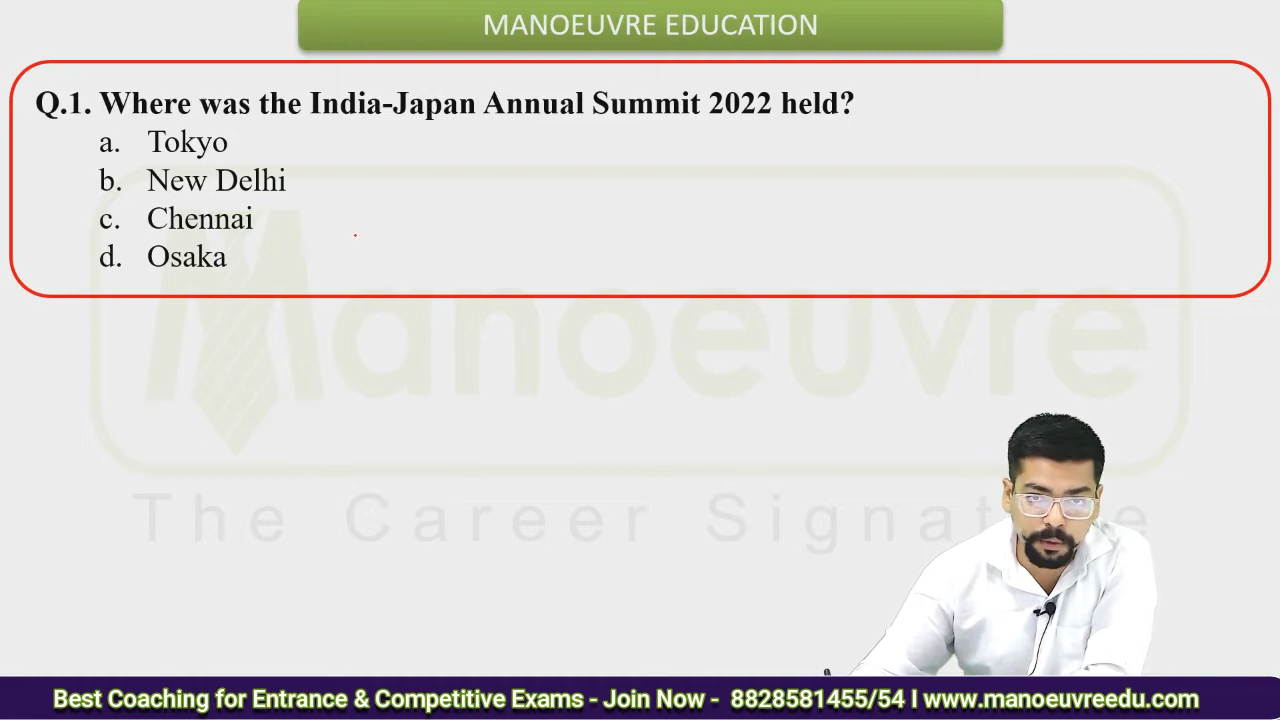 MANOEUVRE EDUCATION
Q.1. Where was the India-Japan Annual Summit 2022 held?
a. Tokyo
b. New Delhi
c. Chennai
d. Osaka
Manoeuvre
The Career Signature
Best Coaching for Entrance & Competitive Exams - Join Now - 8828581455/54 I www.manoeuvreedu.com